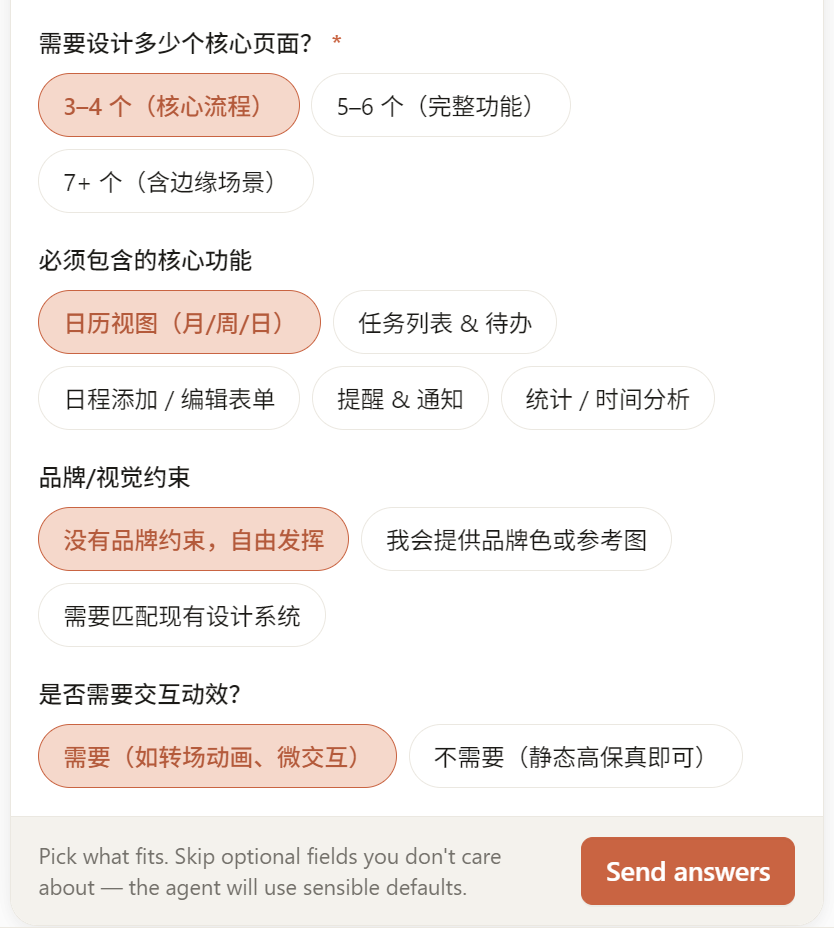 需要设计多少个核心页面？ *
3–4 个（核心流程） 5–6 个（完整功能）
7+ 个（含边缘场景）
必须包含的核心功能
日历视图（月/周/日） 任务列表 & 待办
日程添加 / 编辑表单 提醒 & 通知 统计 / 时间分析
品牌/视觉约束
没有品牌约束，自由发挥 我会提供品牌色或参考图
需要匹配现有设计系统
是否需要交互动效？
需要（如转场动画、微交互） 不需要（静态高保真即可）
Pick what fits. Skip optional fields you don't care
about — the agent will use sensible defaults.
Send answers